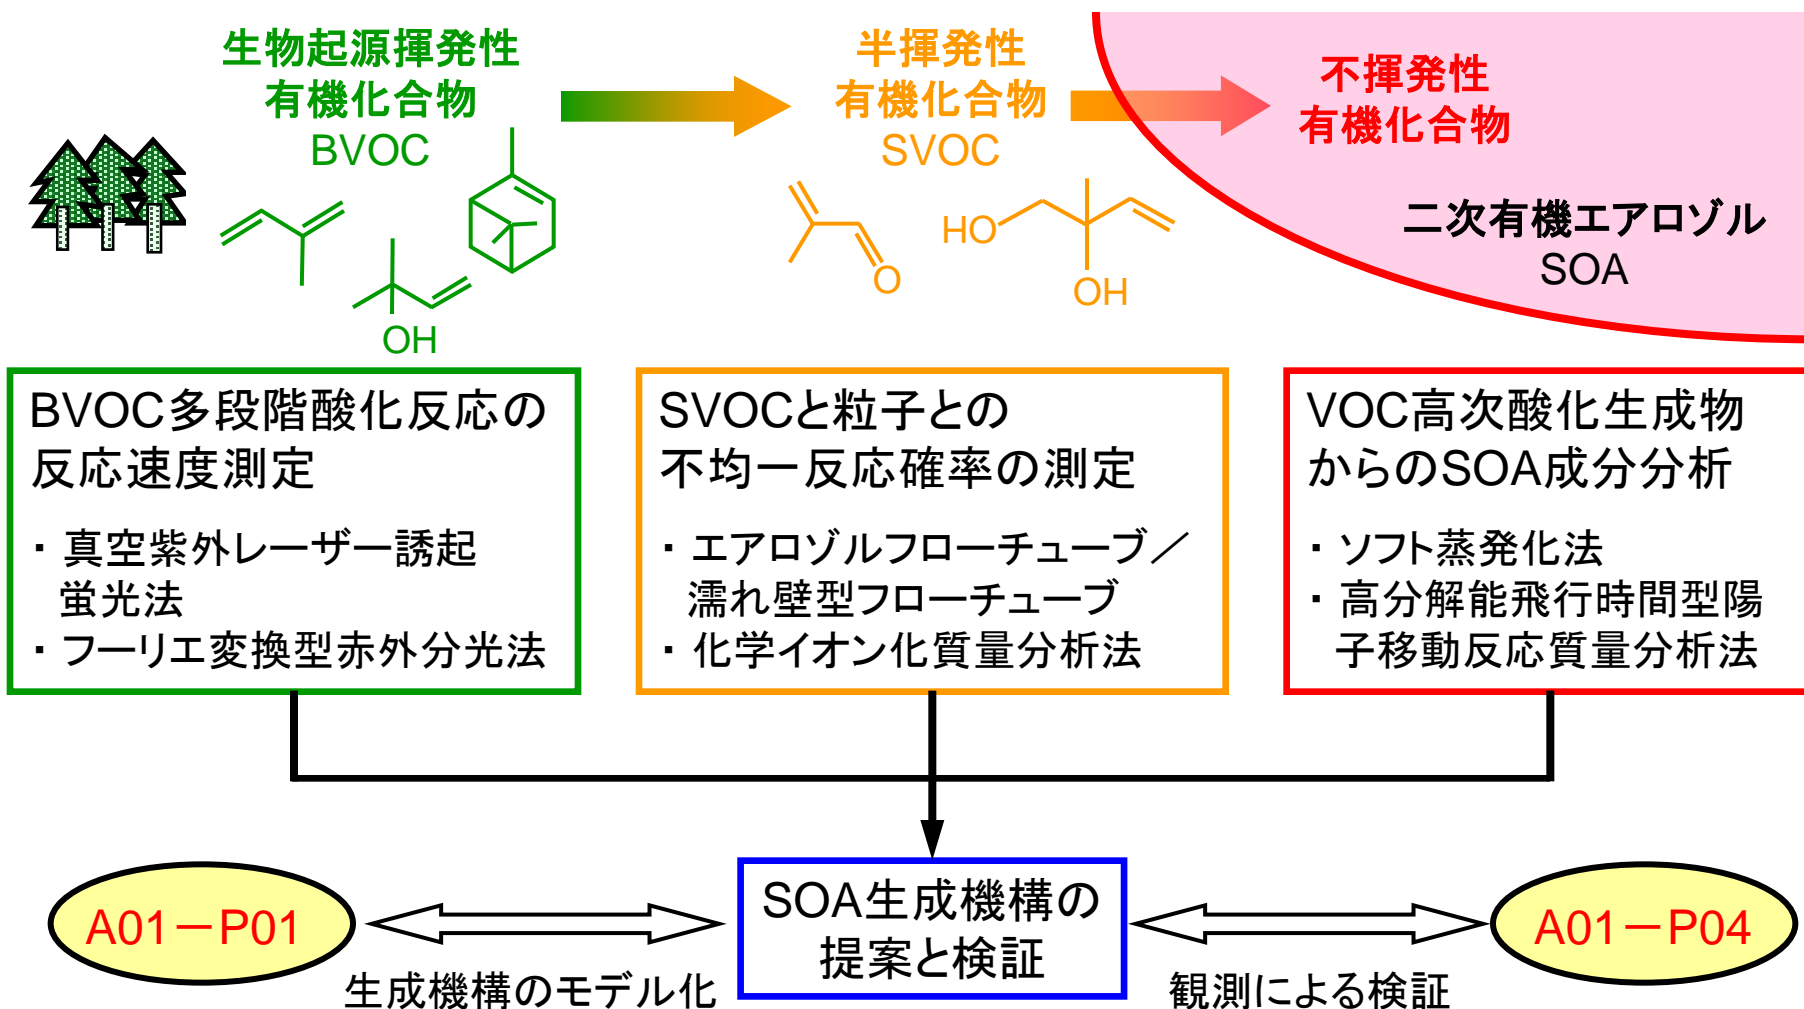 生物起源揮発性
有機化合物
BVOC
半揮発性
有機化合物
SVOC
不揮発性
有機化合物
二次有機エアロゾル
SOA
OH
O
HO
OH
BVOC多段階酸化反応の
反応速度測定
・ 真空紫外レーザー誘起
蛍光法
・ フーリエ変換型赤外分光法
SVOCと粒子との
不均一反応確率の測定
・ エアロゾルフローチューブ／
濡れ壁型フローチューブ
・ 化学イオン化質量分析法
VOC高次酸化生成物
からのSOA成分分析
・ ソフト蒸発化法
・ 高分解能飛行時間型陽
子移動反応質量分析法
A01－P01
生成機構のモデル化
SOA生成機構の
提案と検証
観測による検証
A01－P04